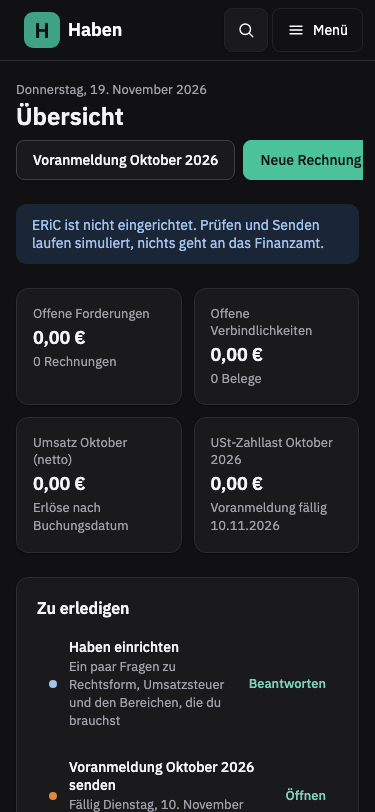 H Haben
Menü
Donnerstag, 19. November 2026
Übersicht
Voranmeldung Oktober 2026
Neue Rechnung
ERiC ist nicht eingerichtet. Prüfen und Senden
laufen simuliert, nichts geht an das Finanzamt.
Offene Forderungen
0,00 €
0 Rechnungen
Offene
Verbindlichkeiten
0,00 €
0 Belege
Umsatz Oktober
(netto)
0,00 €
Erlöse nach
Buchungsdatum
USt-Zahllast Oktober
2026
0,00 €
Voranmeldung fällig
10.11.2026
Zu erledigen
Haben einrichten
Ein paar Fragen zu
Rechtsform, Umsatzsteuer
und den Bereichen, die du
brauchst
Beantworten
Voranmeldung Oktober 2026
senden
Fällig Dienstag, 10. November
Öffnen